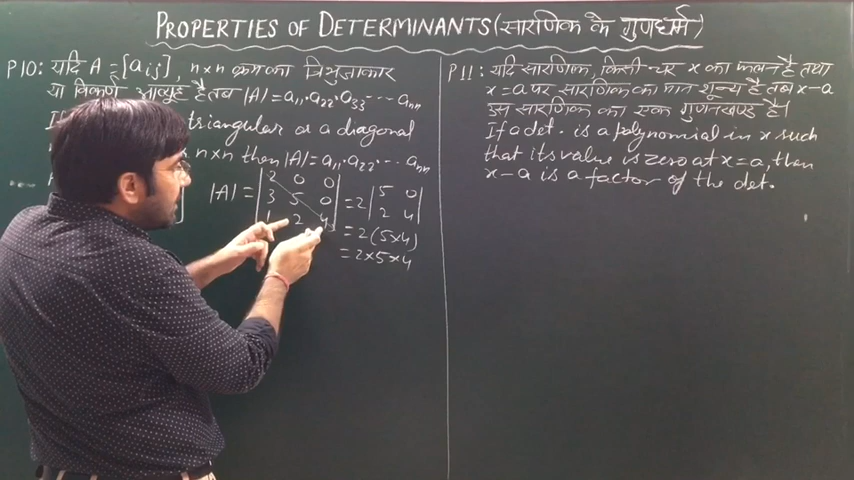 PROPERTIES OF DETERMINANTS (सारणिक के गुणधर्म)
P10: यदि A = [aij], n×n क्रम का त्रिभुजाकार
या विकर्ण आव्यूह है तब |A| = a₁₁.a₂₂.a₃₃ ---- aₙₙ
triangular or a diagonal
n×n then |A| = a₁₁.a₂₂. --- aₙₙ
|A| = | 2 0 0 | = 2 | 5 0 |
| 3 5 0 | | 2 4 |
| 1 2 4 | = 2(5×4)
= 2×5×4
P11: यदि सारणिक, किसी चर x का फलन है तथा
x = a पर सारणिक का मान शून्य है तब x-a
उस सारणिक का एक गुणनखण्ड है।
If a det. is a polynomial in x such
that its value is zero at x=a, then
x-a is a factor of the det.